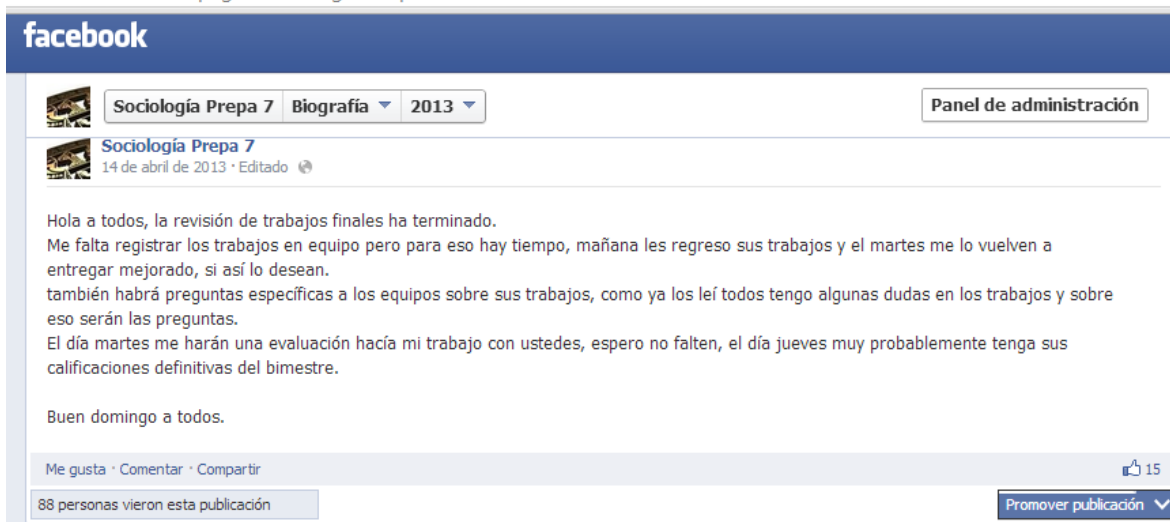 facebook
Sociología Prepa 7 Biografía 2013 Panel de administración
Sociología Prepa 7
14 de abril de 2013 · Editado
Hola a todos, la revisión de trabajos finales ha terminado.
Me falta registrar los trabajos en equipo pero para eso hay tiempo, mañana les regreso sus trabajos y el martes me lo vuelven a
entregar mejorado, si así lo desean.
también habrá preguntas específicas a los equipos sobre sus trabajos, como ya los leí todos tengo algunas dudas en los trabajos y sobre
eso serán las preguntas.
El día martes me harán una evaluación hacía mi trabajo con ustedes, espero no falten, el día jueves muy probablemente tenga sus
calificaciones definitivas del bimestre.
Buen domingo a todos.
Me gusta · Comentar · Compartir 15
88 personas vieron esta publicación Promover publicación